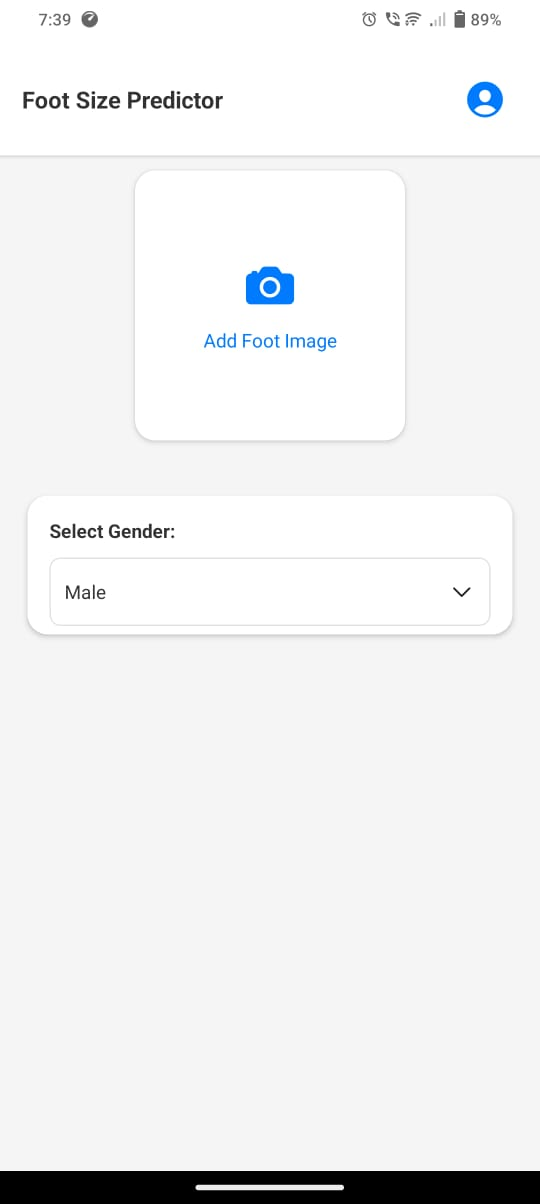 7:39
89%
Foot Size Predictor
Add Foot Image
Select Gender:
Male